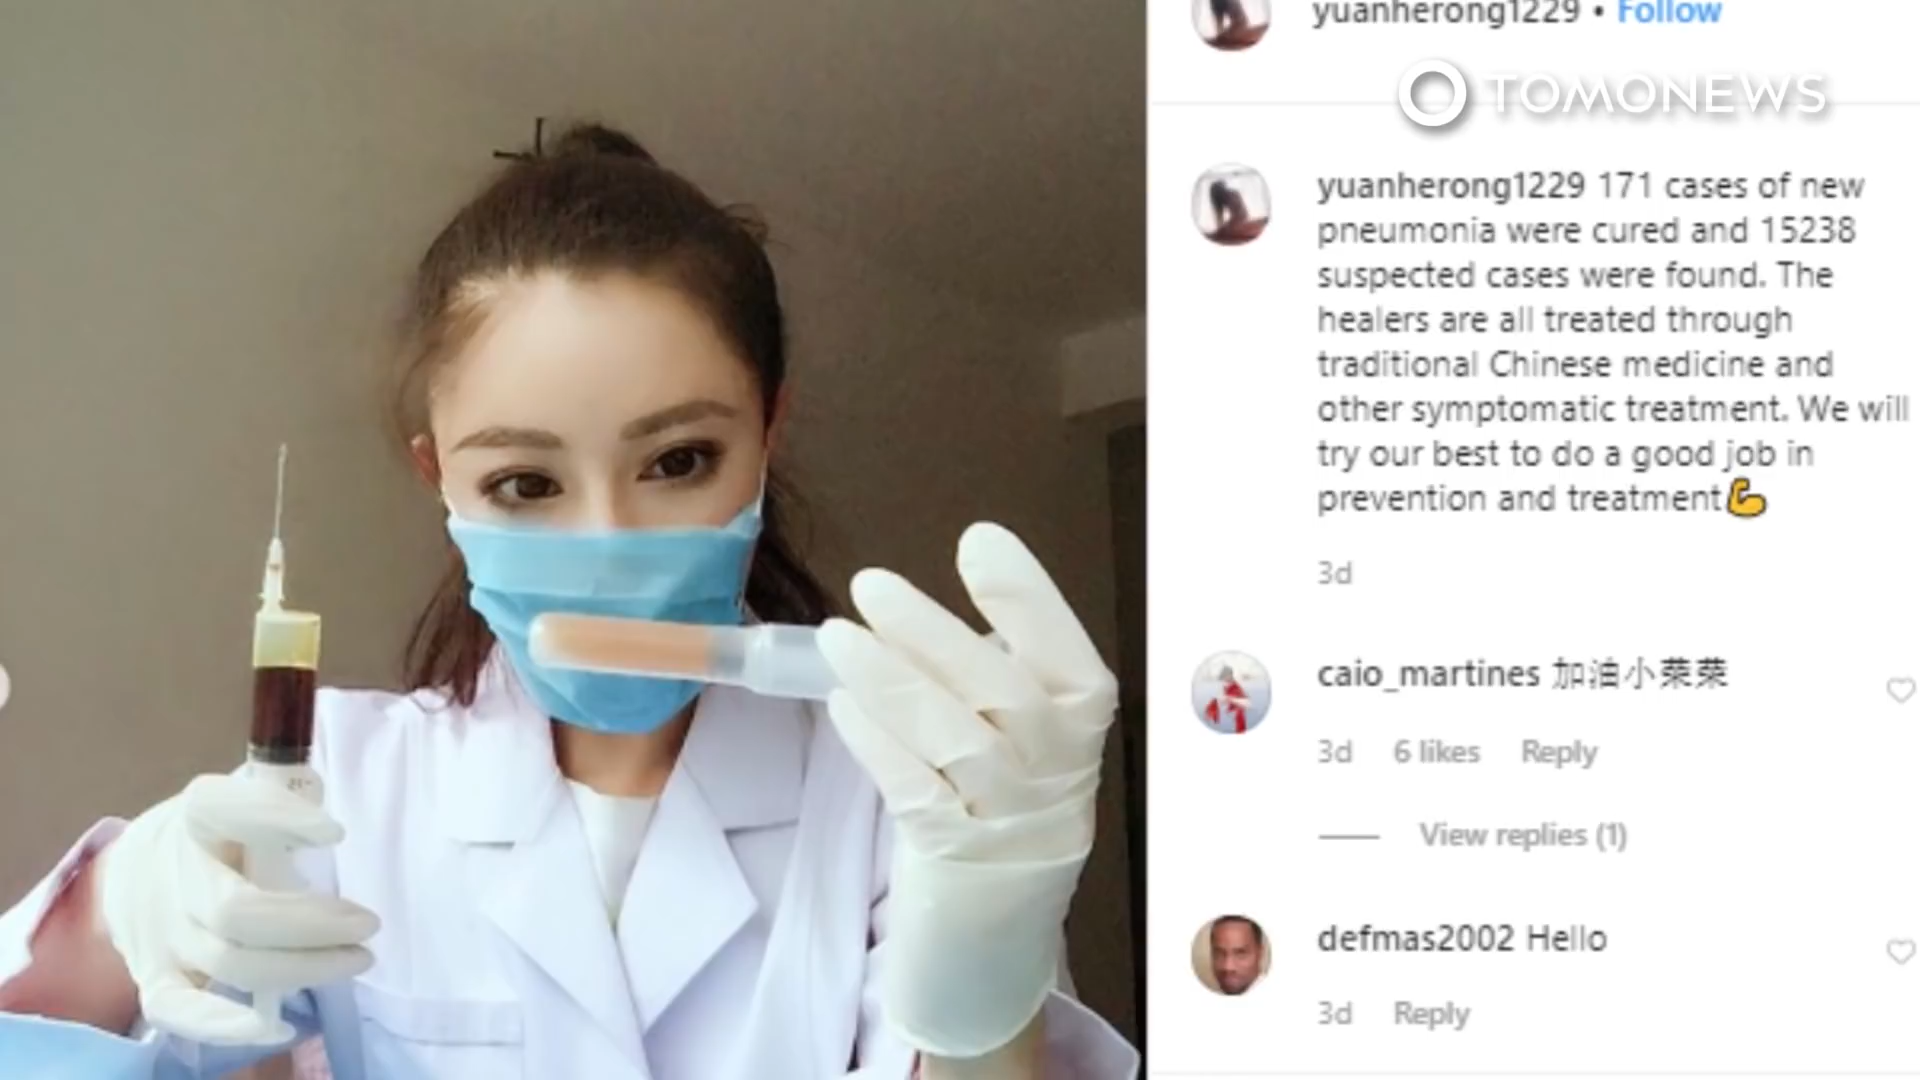 yuanherong1229 • Follow
TOMONEWS
yuanherong1229 171 cases of new
pneumonia were cured and 15238
suspected cases were found. The
healers are all treated through
traditional Chinese medicine and
other symptomatic treatment. We will
try our best to do a good job in
prevention and treatment💪
3d
caio_martines 加油小荣荣
3d 6 likes Reply
View replies (1)
defmas2002 Hello
3d Reply